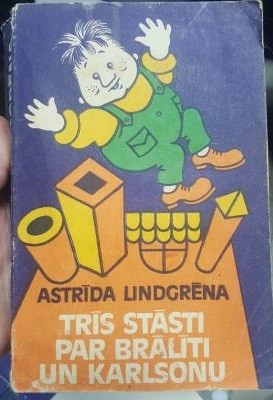 ASTRĪDA LINDGRĒNA
TRĪS STĀSTI
PAR BRĀLĪTI
UN KARLSONU